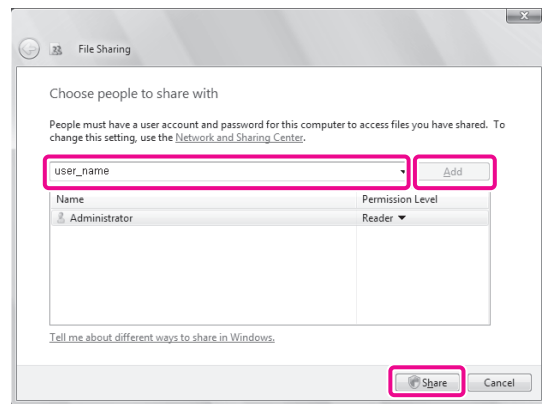 File Sharing
Choose people to share with
People must have a user account and password for this computer to access files you have shared. To
change this setting, use the Network and Sharing Center.
user_name
Add
Name Permission Level
Administrator Reader
Tell me about different ways to share in Windows.
Share Cancel